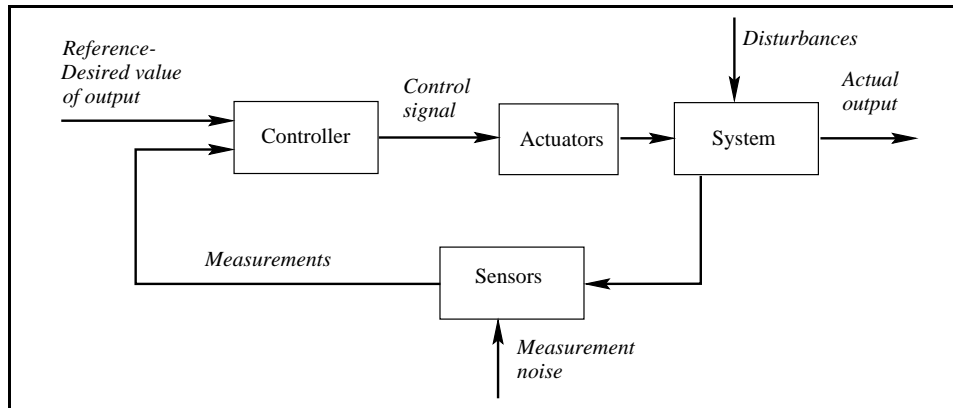 Reference-
Desired value
of output
Control
signal
Disturbances
Actual
output
Controller
Actuators
System
Measurements
Sensors
Measurement
noise